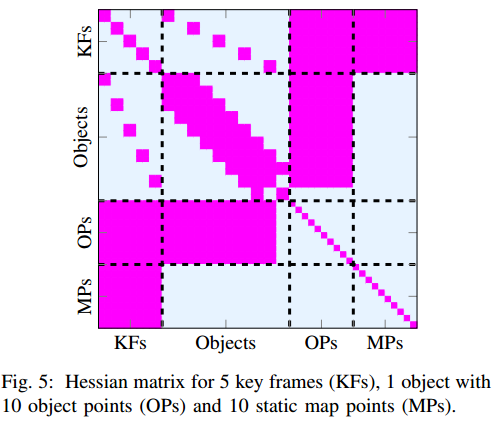 KFs
Objects
OPs
MPs
KFs Objects OPs MPs
Fig. 5: Hessian matrix for 5 key frames (KFs), 1 object with
10 object points (OPs) and 10 static map points (MPs).